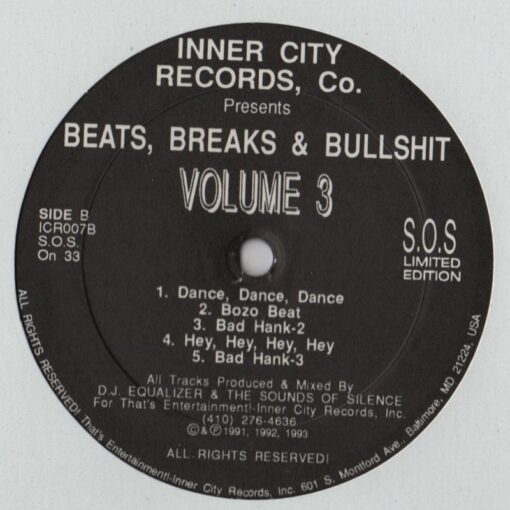 INNER CITY
RECORDS, Co.
Presents
BEATS, BREAKS & BULLSHIT
VOLUME 3
SIDE B
ICR007B
S.O.S.
On 33
S.O.S
LIMITED
EDITION
1. Dance, Dance, Dance
2. Bozo Beat
3. Bad Hank-2
4. Hey, Hey, Hey, Hey
5. Bad Hank-3
All Tracks Produced & Mixed By
D.J. EQUALIZER & THE SOUNDS OF SILENCE
For That's Entertainment!-Inner City Records, Inc.
(410) 276-4636
©&℗1991, 1992, 1993
ALL RIGHTS RESERVED!
ALL RIGHTS RESERVED! That's Entertainment!-Inner City Records, Inc. 601 S. Montford Ave., Baltimore, MD 21224, USA